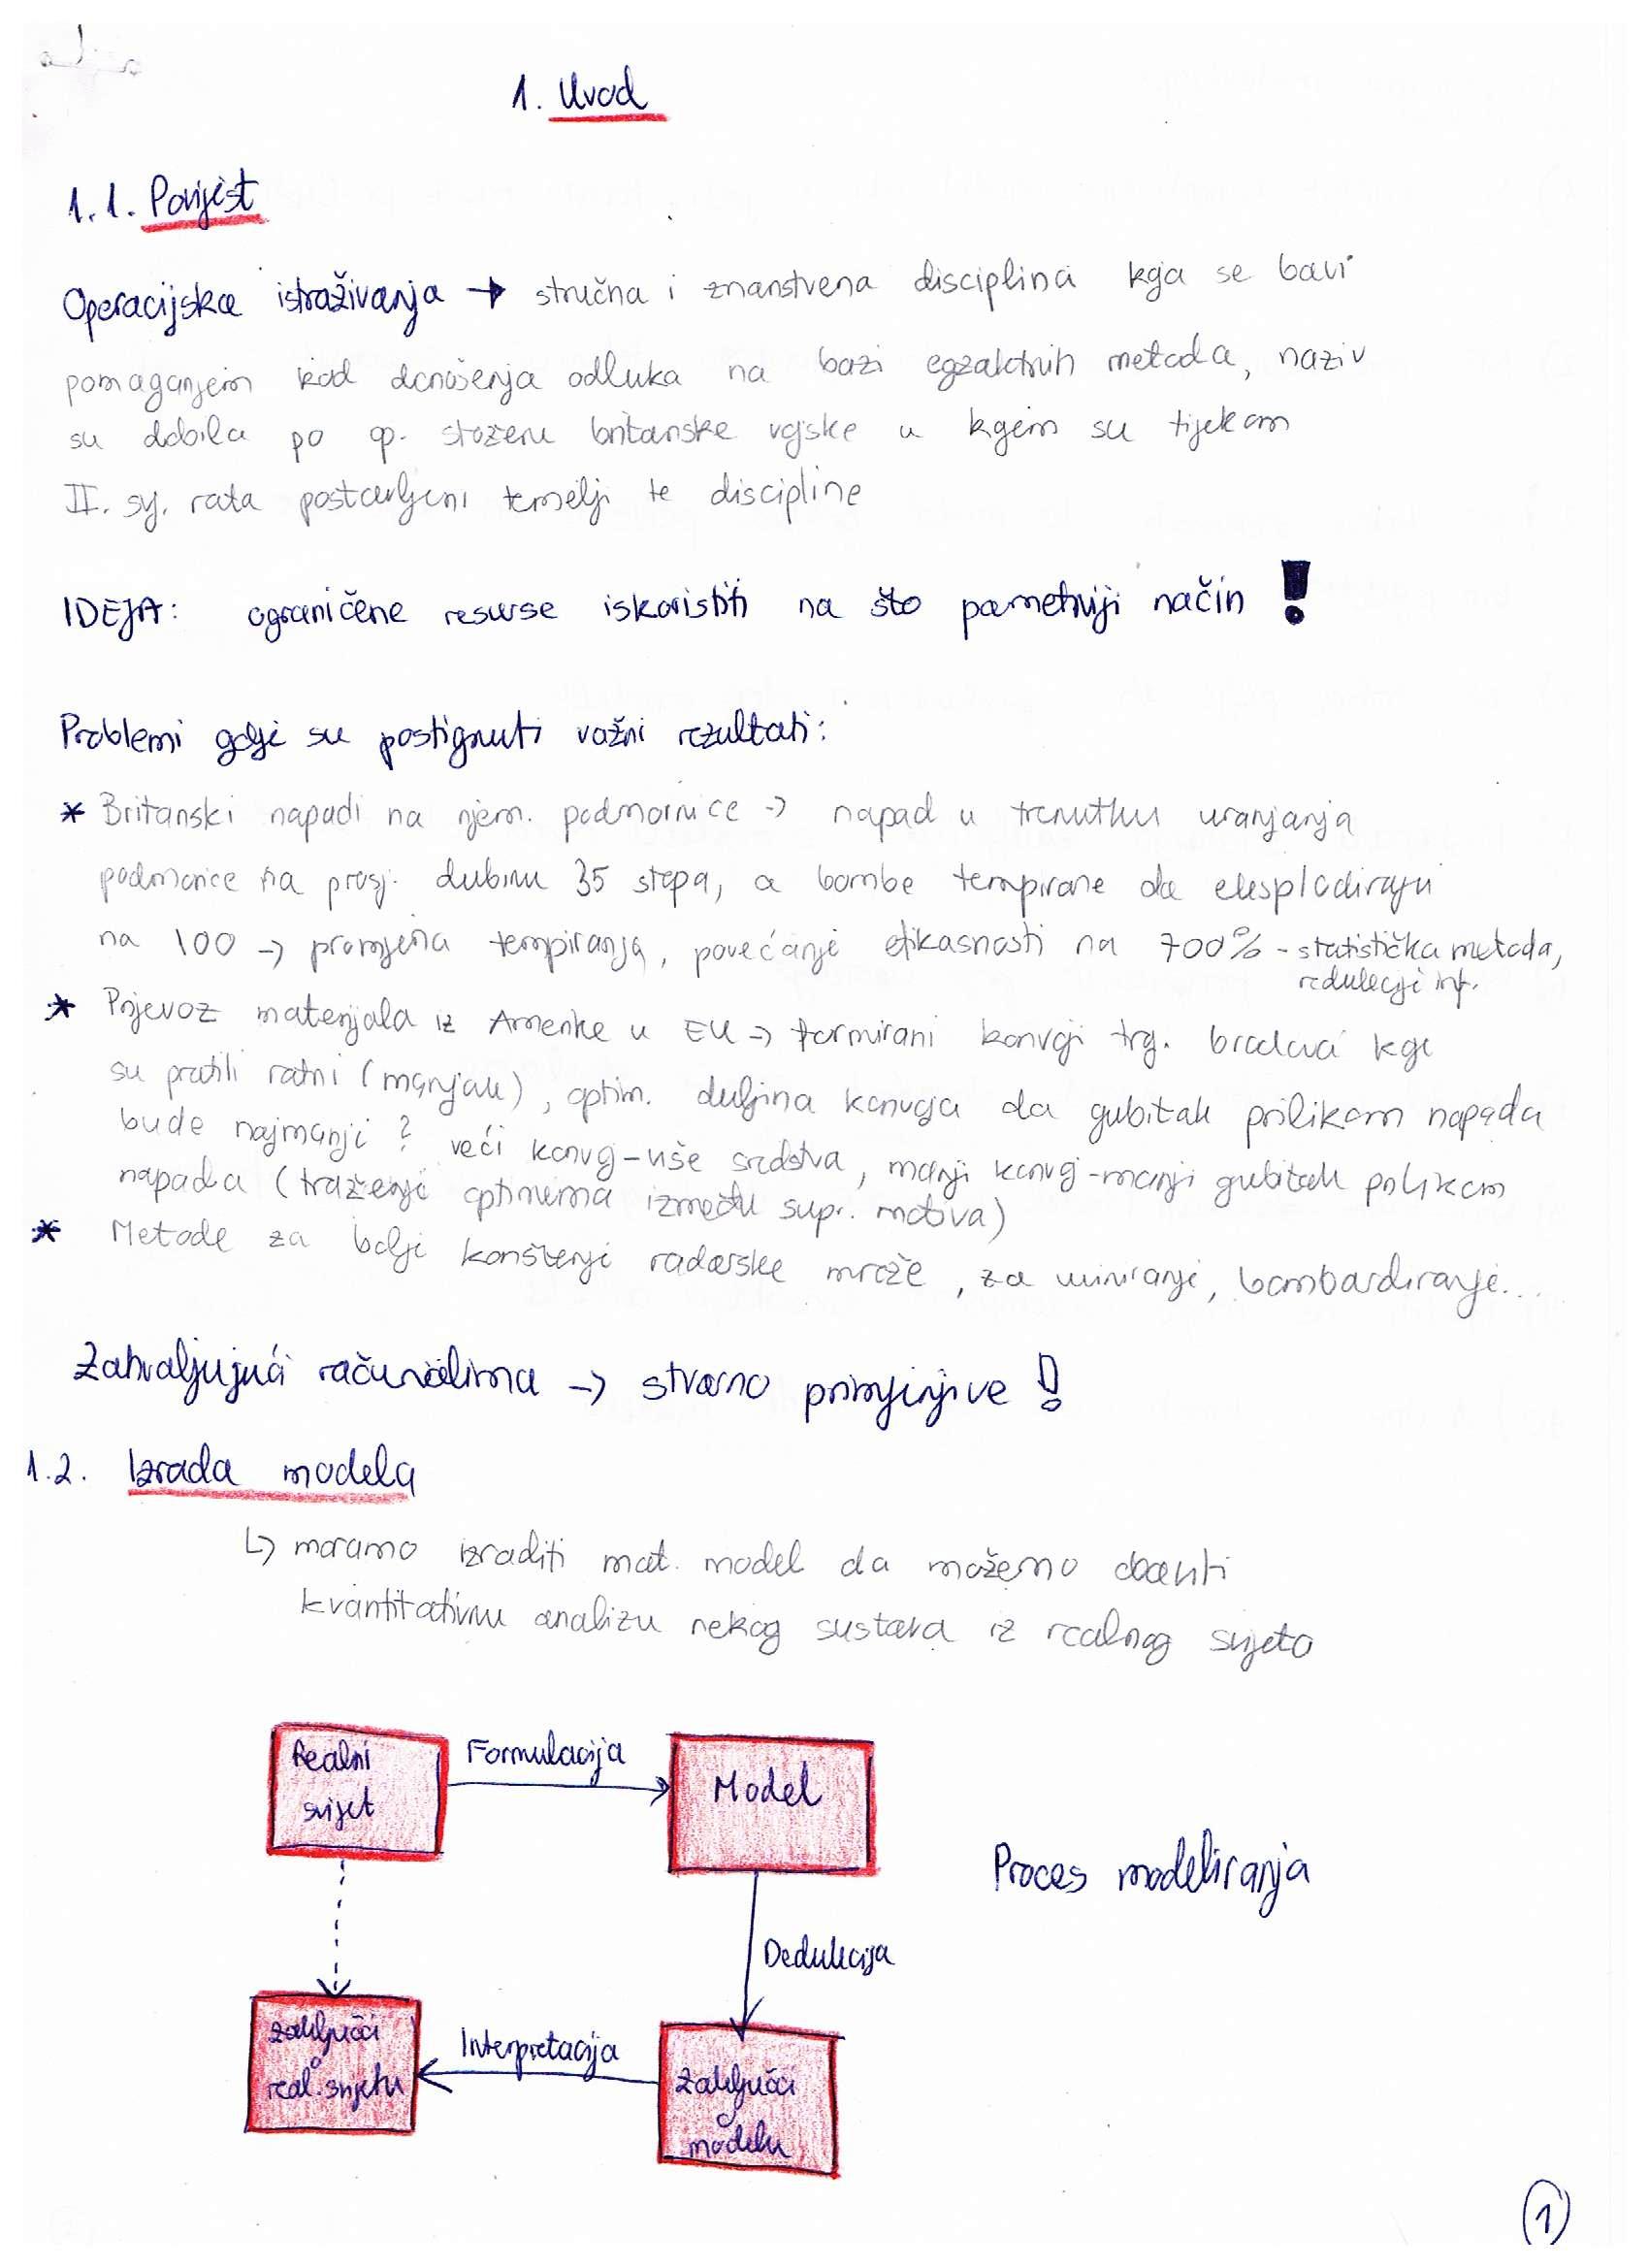 1. Uvod
1.1. Povijest
Operacijska istraživanja → stručna i znanstvena disciplina koja se bavi
pomaganjem kod donošenja odluka na bazi egzaktnih metoda, naziv
su dobila po op. stožeru britanske vojske u kojem su tijekom
II. sv. rata postavljeni temelji te discipline
IDEJA: ograničene resurse iskoristiti na što pametniji način !
Problemi gdje su postignuti važni rezultati:
* Britanski napadi na njem. podmornice → napad u trenutku uranjanja
podmornice na prosj. dubinu 35 stopa, a bombe tempirane da eksplodiraju
na 100 → promjena tempiranja, povećanje efikasnosti na 700% - statistička metoda,
redukcije inf.
* Prijevoz materijala iz Amerike u EU → formirani konvoji trg. brodova koje
su pratili ratni (manjak), optim. duljina konvoja da gubitak prilikom napada
bude najmanji ? veći konvoj - više sredstva, manji konvoj - manji gubitak prilikom
napada (traženje optimuma između supr. motiva)
* Metode za bolje korištenje radarske mreže, za miniranje, bombardiranje...
Zahvaljujući računalima → stvarno primjenjive !
1.2. Izrada modela
↳ moramo izraditi mat. model da možemo obaviti
kvantitativnu analizu nekog sustava iz realnog svijeta
Realni
svijet
Formulacija
Model
Proces modeliranja
Dedukcija
Zaključci
o
real. svijetu
Interpretacija
Zaključci
o
modelu
1